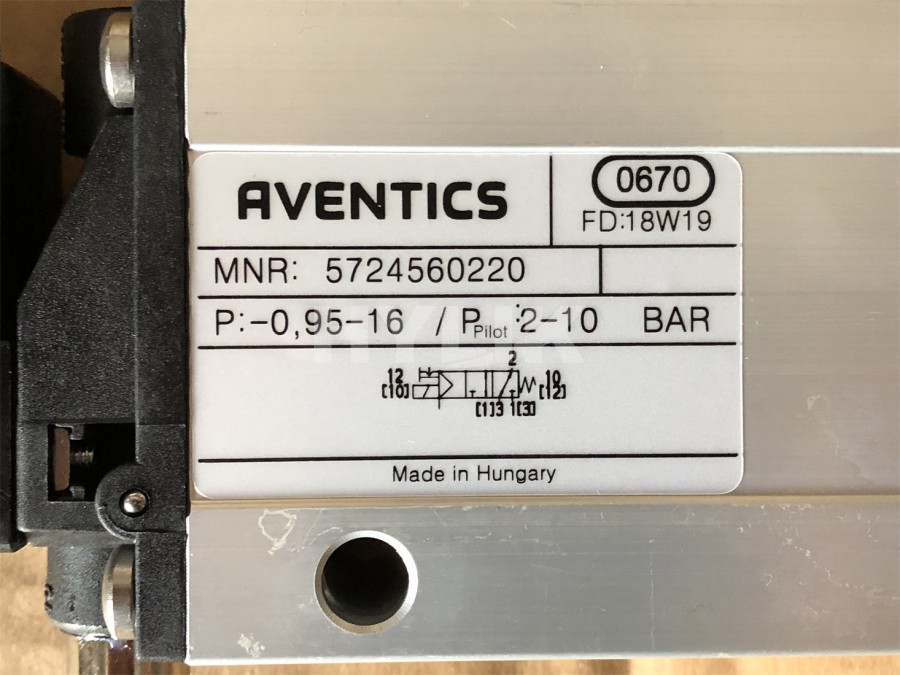 AVENTICS
0670
FD:18W19
MNR: 5724560220
P:-0,95-16 / PPilot :2-10 BAR
2
12
[10]
10
[12]
[1]3 1[3]
Made in Hungary